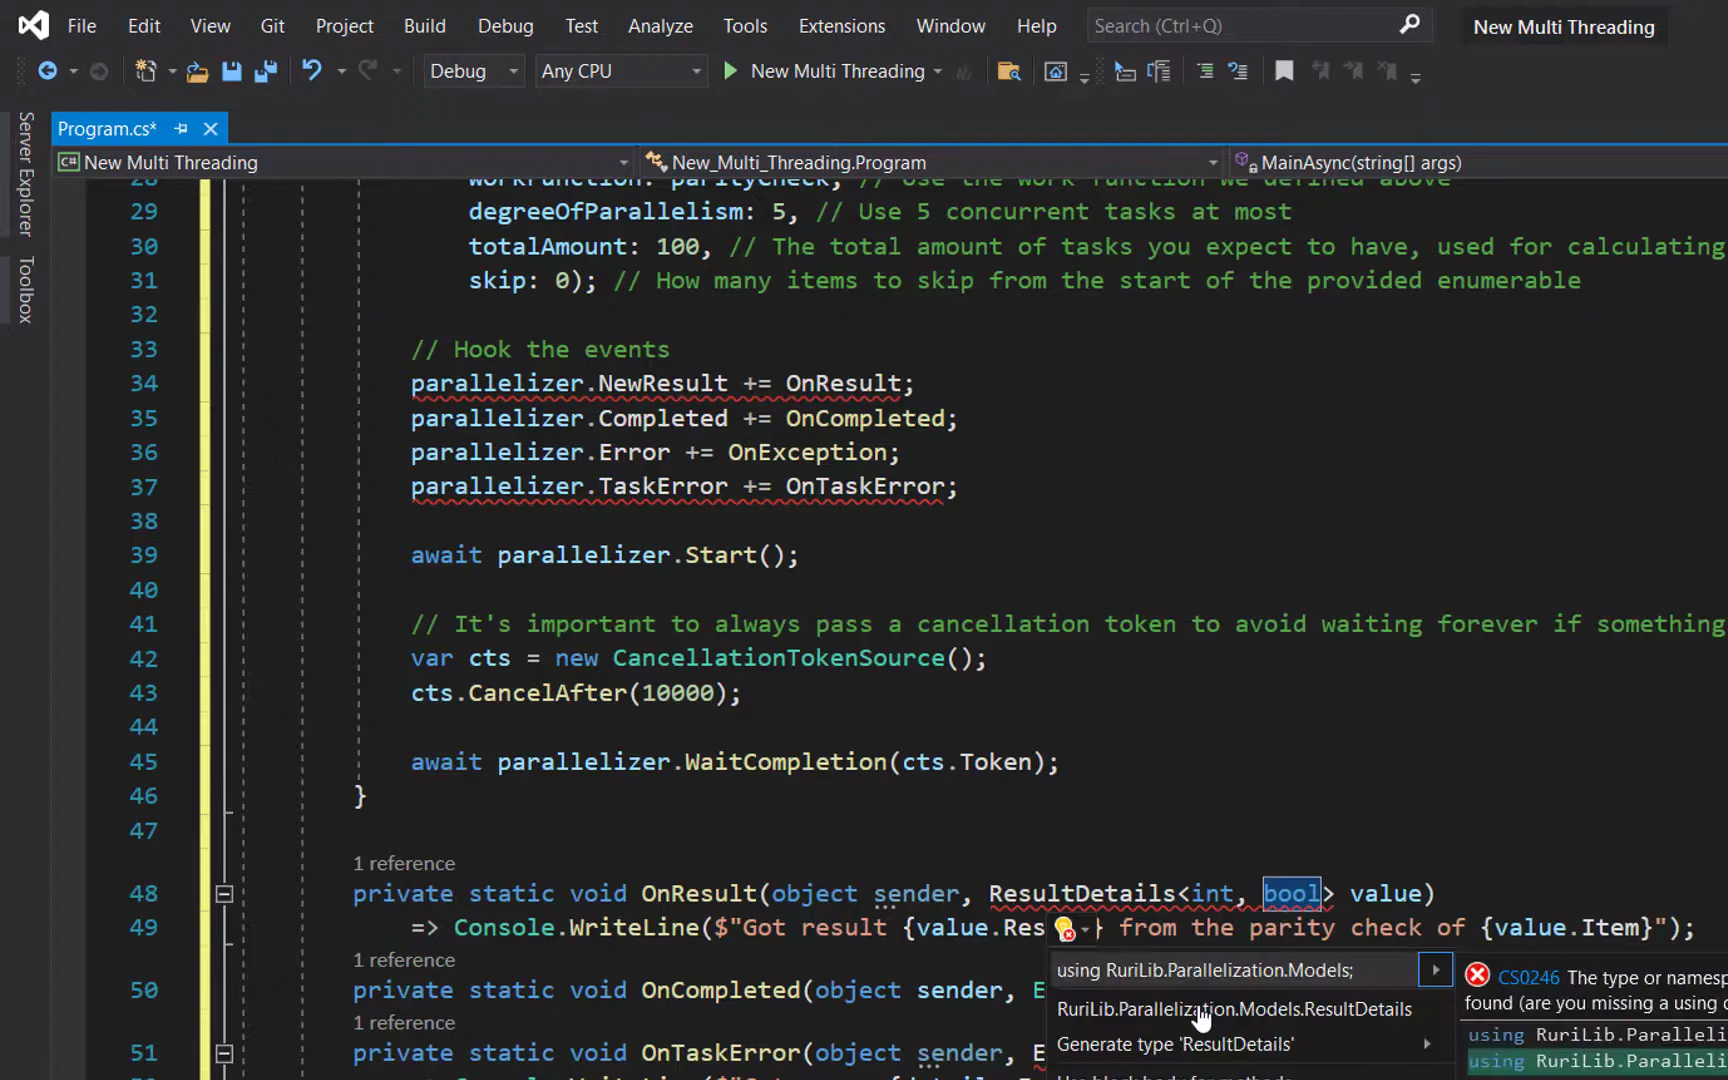 File Edit View Git Project Build Debug Test Analyze Tools Extensions Window Help Search (Ctrl+Q) New Multi Threading
Debug Any CPU New Multi Threading
Server Explorer
Toolbox
Program.cs*
C# New Multi Threading New_Multi_Threading.Program MainAsync(string[] args)
28 workFunction: parityCheck, // Use the work function we defined above
29 degreeOfParallelism: 5, // Use 5 concurrent tasks at most
30 totalAmount: 100, // The total amount of tasks you expect to have, used for calculating
31 skip: 0); // How many items to skip from the start of the provided enumerable
32
33 // Hook the events
34 parallelizer.NewResult += OnResult;
35 parallelizer.Completed += OnCompleted;
36 parallelizer.Error += OnException;
37 parallelizer.TaskError += OnTaskError;
38
39 await parallelizer.Start();
40
41 // It's important to always pass a cancellation token to avoid waiting forever if something
42 var cts = new CancellationTokenSource();
43 cts.CancelAfter(10000);
44
45 await parallelizer.WaitCompletion(cts.Token);
46 }
47
1 reference
48 private static void OnResult(object sender, ResultDetails<int, bool> value)
49 => Console.WriteLine($"Got result {value.Res } from the parity check of {value.Item}");
1 reference
50 private static void OnCompleted(object sender, E
1 reference
51 private static void OnTaskError(object sender, E
using RuriLib.Parallelization.Models;
RuriLib.Parallelization.Models.ResultDetails
Generate type 'ResultDetails'
CS0246 The type or namesp
found (are you missing a using d
using RuriLib.Paralleli
using RuriLib.Paralleli